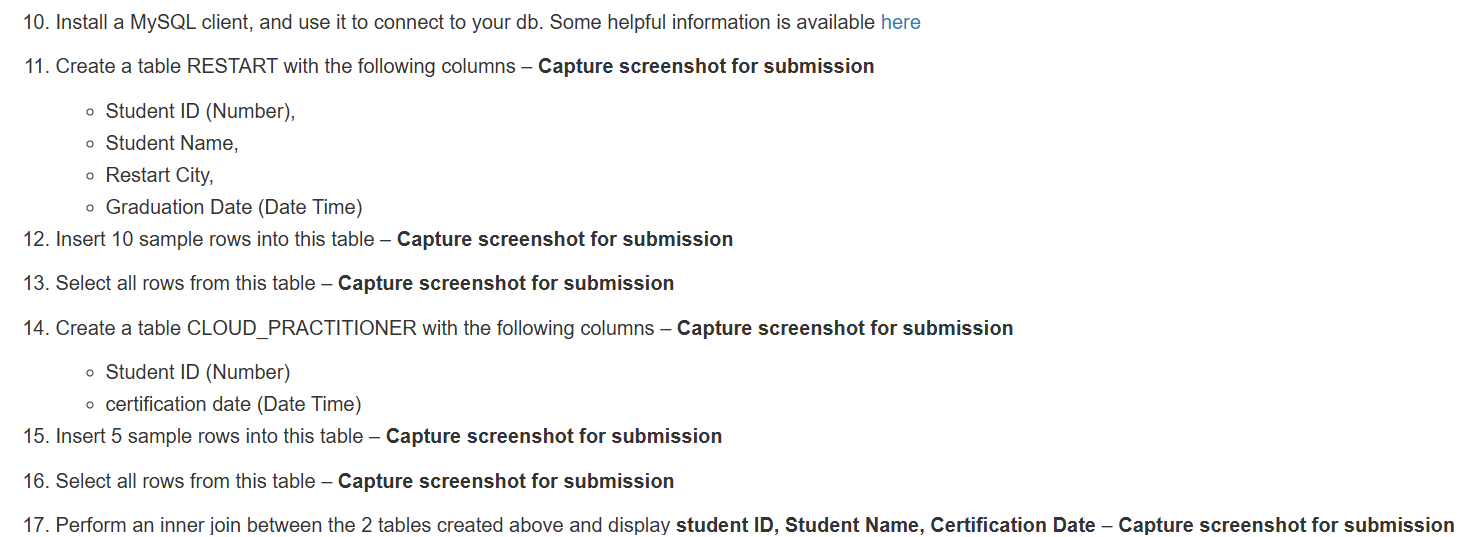 10. Install a MySQL client, and use it to connect to your db. Some helpful information is available here
11. Create a table RESTART with the following columns – Capture screenshot for submission
◦ Student ID (Number),
◦ Student Name,
◦ Restart City,
◦ Graduation Date (Date Time)
12. Insert 10 sample rows into this table – Capture screenshot for submission
13. Select all rows from this table – Capture screenshot for submission
14. Create a table CLOUD_PRACTITIONER with the following columns – Capture screenshot for submission
◦ Student ID (Number)
◦ certification date (Date Time)
15. Insert 5 sample rows into this table – Capture screenshot for submission
16. Select all rows from this table – Capture screenshot for submission
17. Perform an inner join between the 2 tables created above and display student ID, Student Name, Certification Date – Capture screenshot for submission